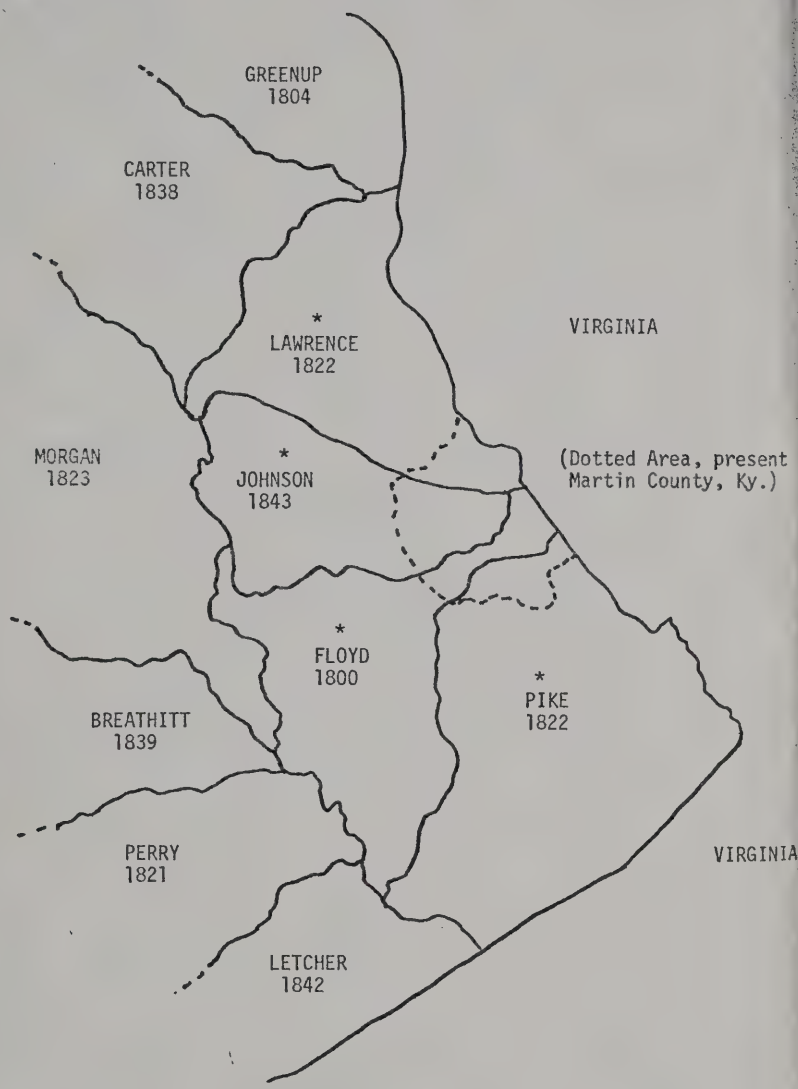 GREENUP
1804
CARTER
1838
*
LAWRENCE
1822
VIRGINIA
MORGAN
1823
*
JOHNSON
1843
(Dotted Area, present
Martin County, Ky.)
*
FLOYD
1800
*
PIKE
1822
BREATHITT
1839
PERRY
1821
VIRGINIA
LETCHER
1842